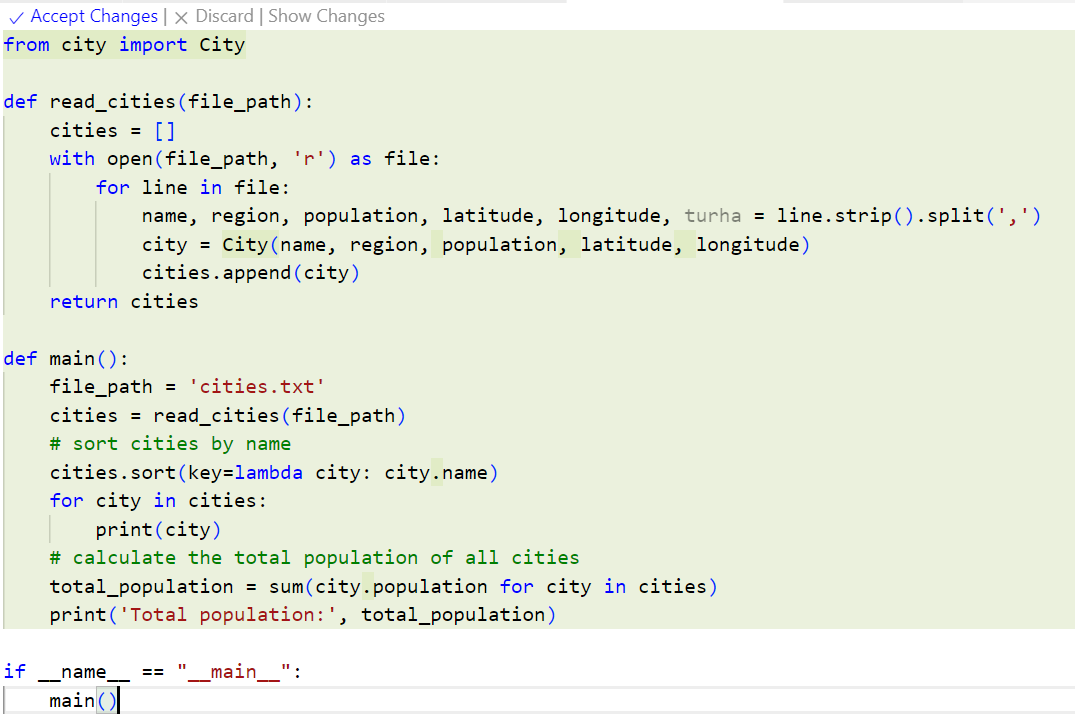 Accept Changes | Discard | Show Changes
from city import City
def read_cities(file_path):
    cities = []
    with open(file_path, 'r') as file:
        for line in file:
            name, region, population, latitude, longitude, turha = line.strip().split(',')
            city = City(name, region, population, latitude, longitude)
            cities.append(city)
    return cities
def main():
    file_path = 'cities.txt'
    cities = read_cities(file_path)
    # sort cities by name
    cities.sort(key=lambda city: city.name)
    for city in cities:
        print(city)
    # calculate the total population of all cities
    total_population = sum(city.population for city in cities)
    print('Total population:', total_population)
if __name__ == "__main__":
    main()